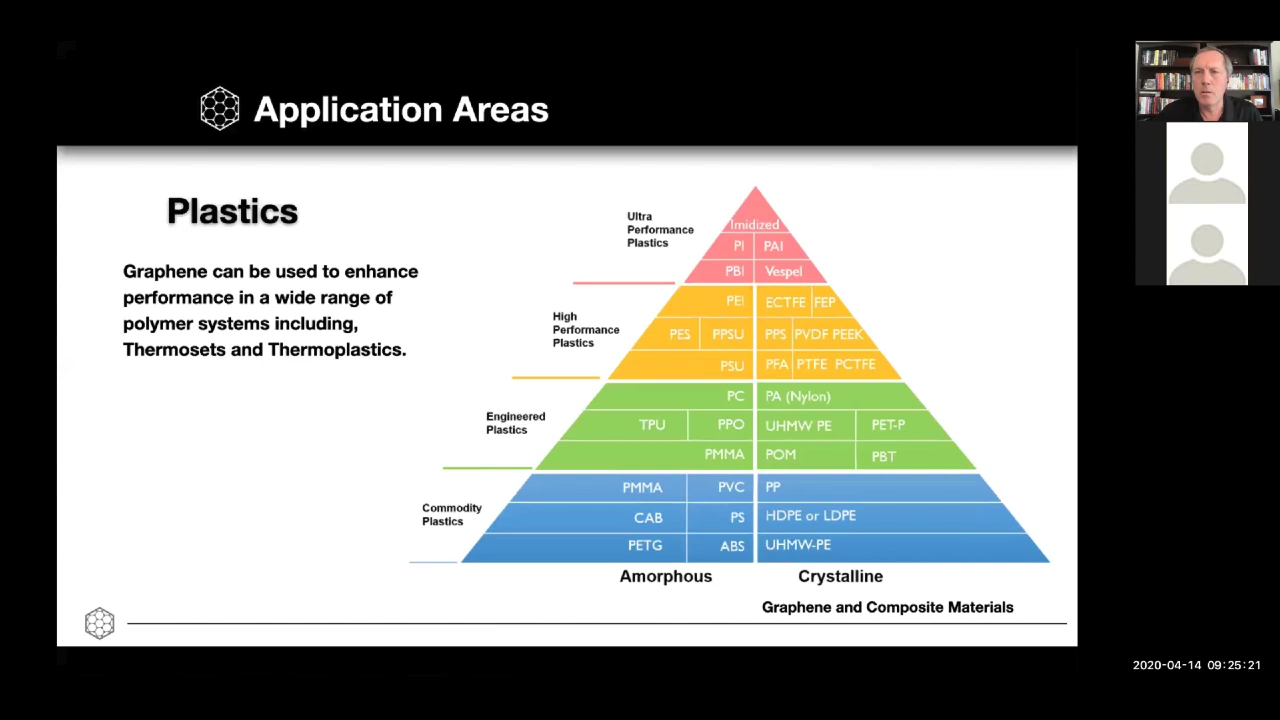 Application Areas
Plastics
Graphene can be used to enhance
performance in a wide range of
polymer systems including,
Thermosets and Thermoplastics.
Ultra
Performance
Plastics
Imidized
PI PAI
PBI Vespel
High
Performance
Plastics
PEI ECTFE FEP
PES PPSU PPS PVDF PEEK
PSU PFA PTFE PCTFE
Engineered
Plastics
PC PA (Nylon)
TPU PPO UHMW PE PET-P
PMMA POM PBT
Commodity
Plastics
PMMA PVC PP
CAB PS HDPE or LDPE
PETG ABS UHMW-PE
Amorphous Crystalline
Graphene and Composite Materials
2020-04-14 09:25:21